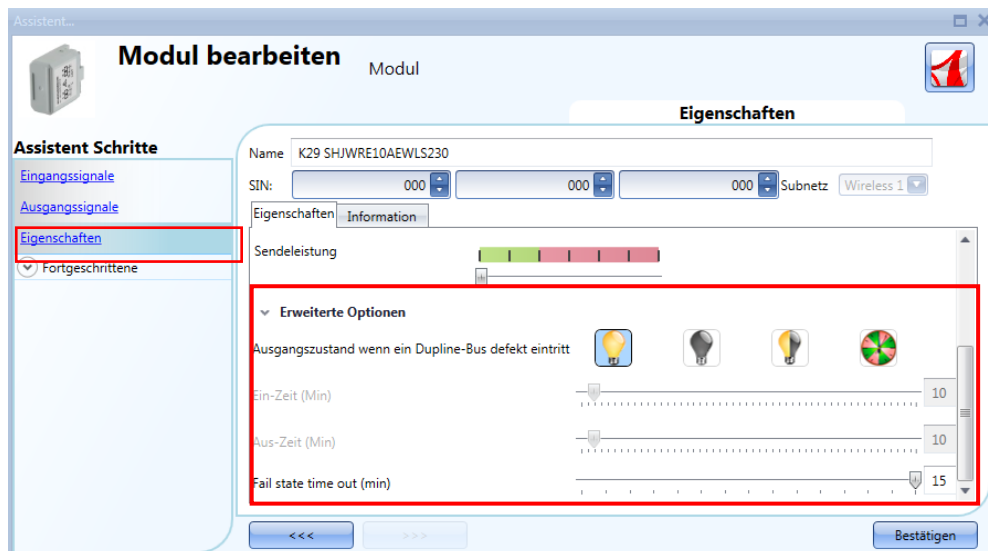 Assistent...
Modul bearbeiten
Modul
Eigenschaften
Assistent Schritte
Eingangssignale
Ausgangssignale
Eigenschaften
Fortgeschrittene
Name K29 SHJWRE10AEWLS230
SIN: 000 000 000 Subnetz Wireless 1
Eigenschaften Information
Sendeleistung
Erweiterte Optionen
Ausgangszustand wenn ein Dupline-Bus defekt eintritt
Ein-Zeit (Min) 10
Aus-Zeit (Min) 10
Fail state time out (min) 15
<<< >>> Bestätigen